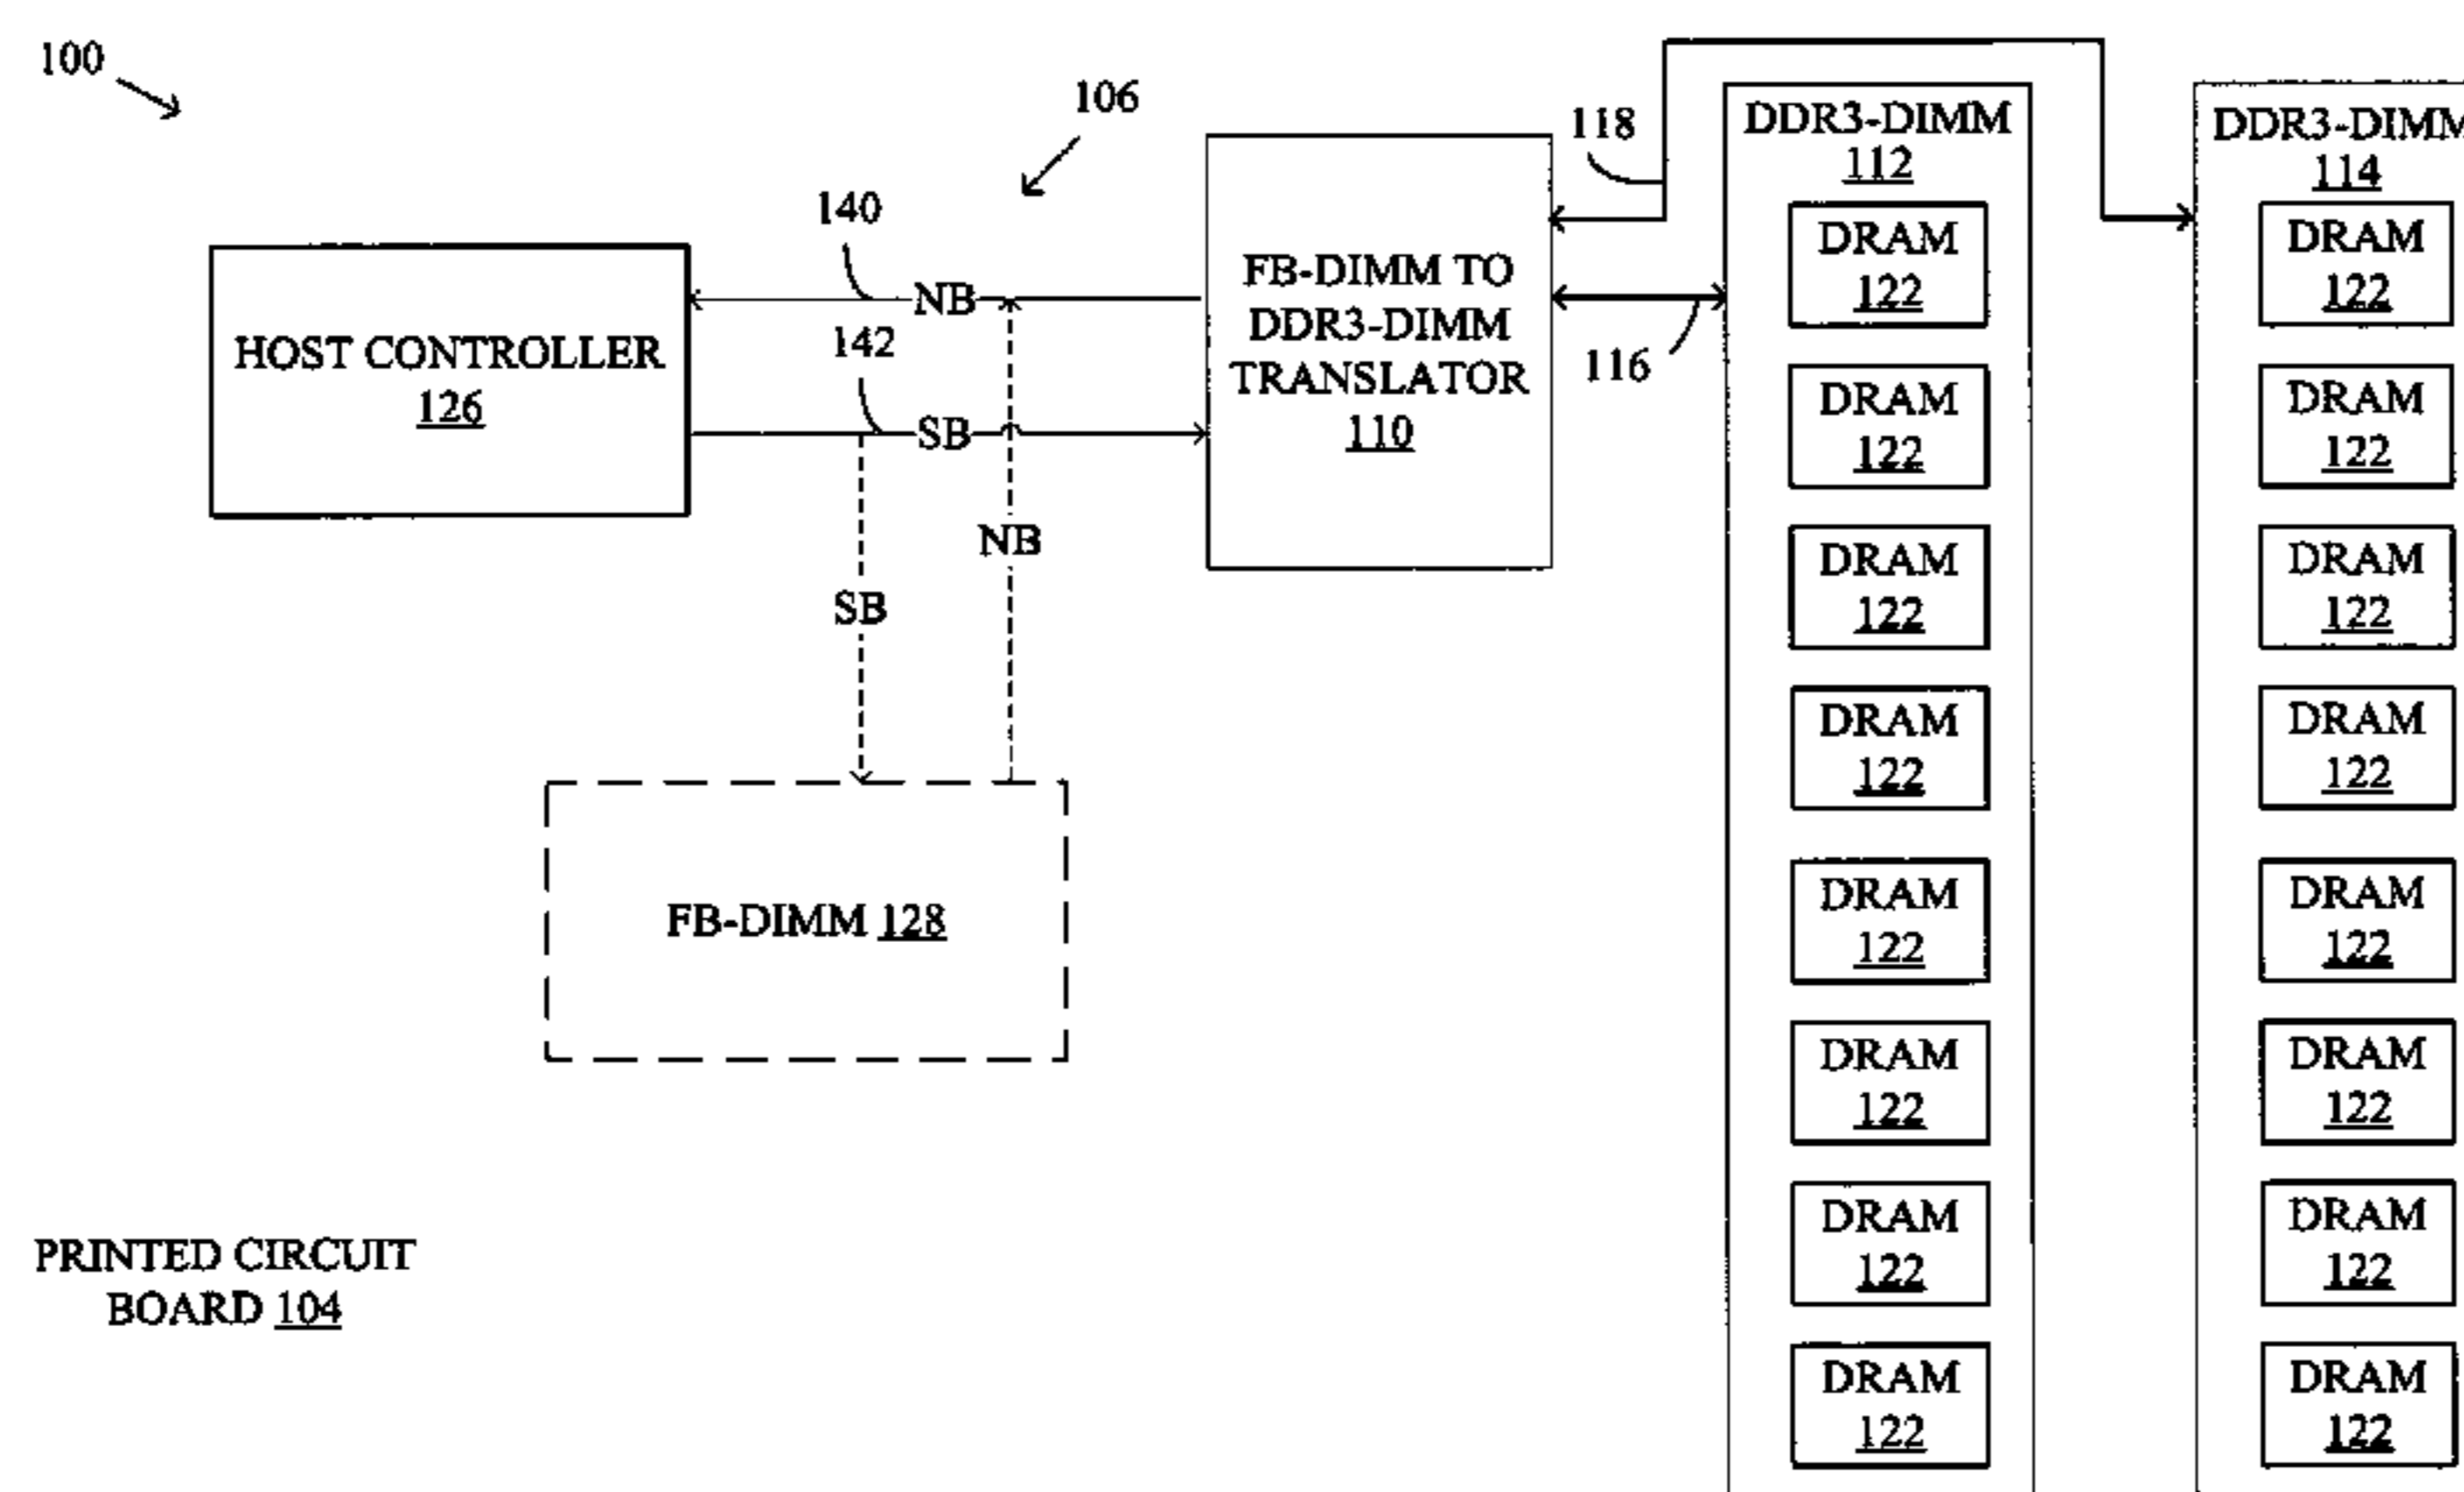 100
106
118
DDR3-DIMM
112
DDR3-DIMM
114
140
NB
142
SB
HOST CONTROLLER
126
FB-DIMM TO
DDR3-DIMM
TRANSLATOR
110
116
NB
SB
FB-DIMM 128
PRINTED CIRCUIT
BOARD 104
DRAM
122
DRAM
122
DRAM
122
DRAM
122
DRAM
122
DRAM
122
DRAM
122
DRAM
122
DRAM
122
DRAM
122
DRAM
122
DRAM
122
DRAM
122
DRAM
122
DRAM
122
DRAM
122